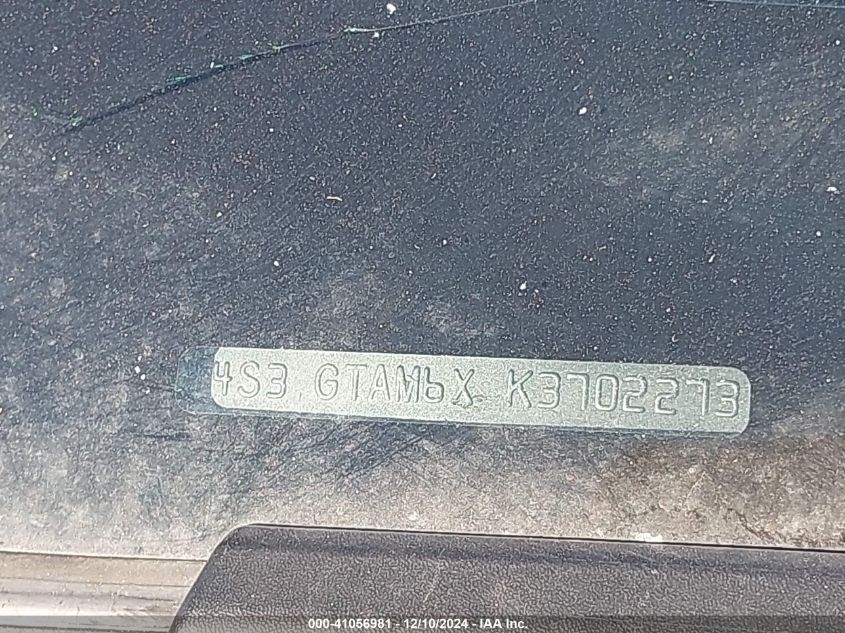 4S3 GTAM6X K3702273
000-41056981 - 12/10/2024 - IAA Inc.